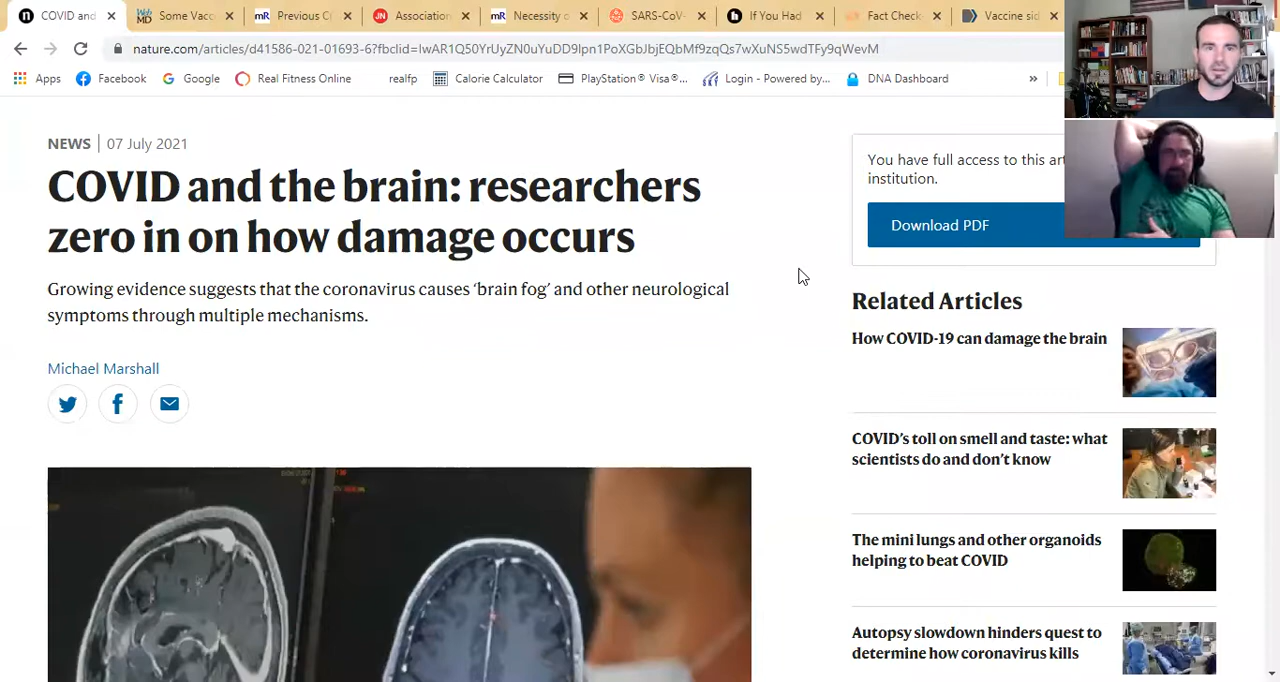 COVID and
Some Vacc
Previous C
Associatior
Necessity o
SARS-CoV-
If You Had
Fact Check
Vaccine sid
nature.com/articles/d41586-021-01693-6?fbclid=IwAR1Q50YrUyZN0uYuDD9lpn1PoXGbJbjEQbMf9zqQs7wXuNS5wdTFy9qWevM
Apps
Facebook
Google
Real Fitness Online
realfp
Calorie Calculator
PlayStation® Visa®...
Login - Powered by...
DNA Dashboard
»
NEWS | 07 July 2021
COVID and the brain: researchers
zero in on how damage occurs
Growing evidence suggests that the coronavirus causes ‘brain fog’ and other neurological
symptoms through multiple mechanisms.
Michael Marshall
You have full access to this art
institution.
Download PDF
Related Articles
How COVID-19 can damage the brain
COVID’s toll on smell and taste: what
scientists do and don’t know
The mini lungs and other organoids
helping to beat COVID
Autopsy slowdown hinders quest to
determine how coronavirus kills